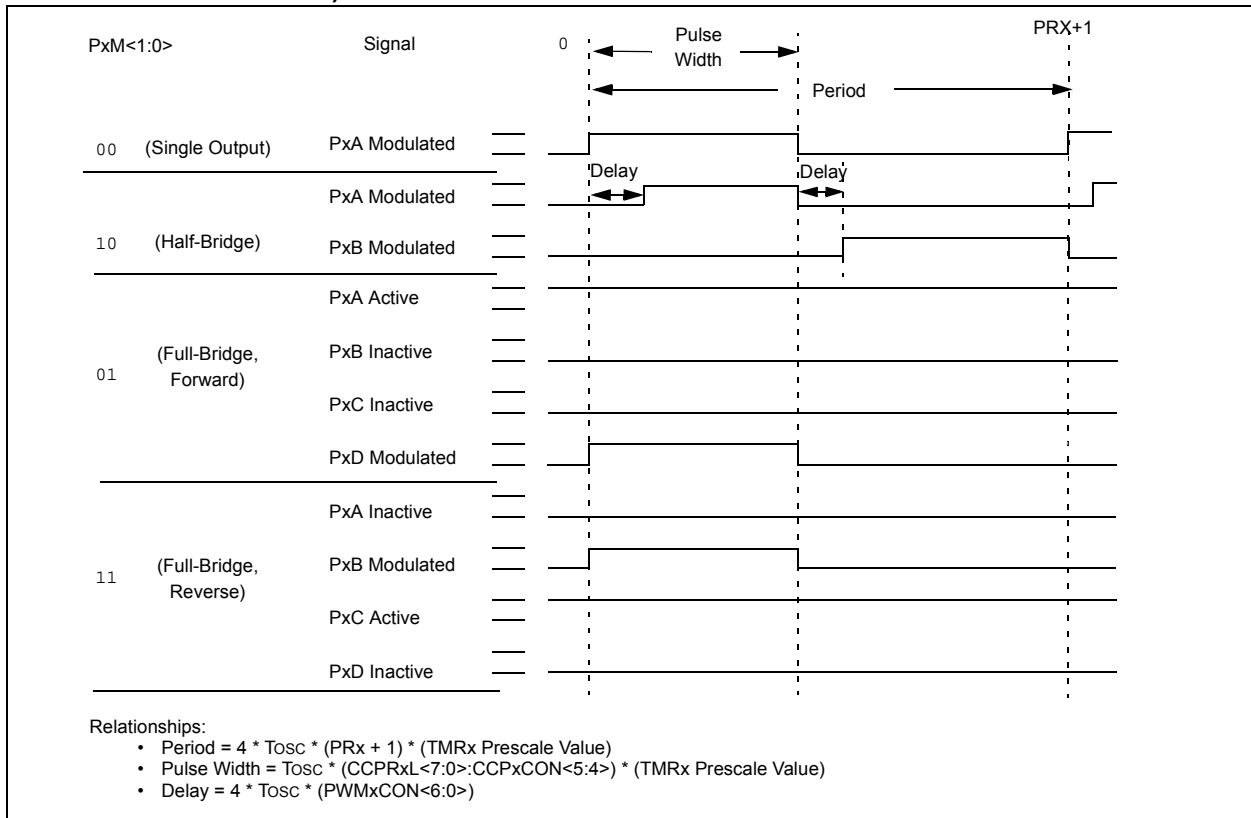 PxM<1:0>
Signal
0
Pulse
Width
PRX+1
Period
00
(Single Output)
PxA Modulated
Delay
Delay
PxA Modulated
10
(Half-Bridge)
PxB Modulated
PxA Active
(Full-Bridge,
Forward)
PxB Inactive
01
PxC Inactive
PxD Modulated
PxA Inactive
11
(Full-Bridge,
Reverse)
PxB Modulated
PxC Active
PxD Inactive
Relationships:
• Period = 4 * TOSC * (PRx + 1) * (TMRx Prescale Value)
• Pulse Width = TOSC * (CCPRxL<7:0>:CCPxCON<5:4>) * (TMRx Prescale Value)
• Delay = 4 * TOSC * (PWMxCON<6:0>)